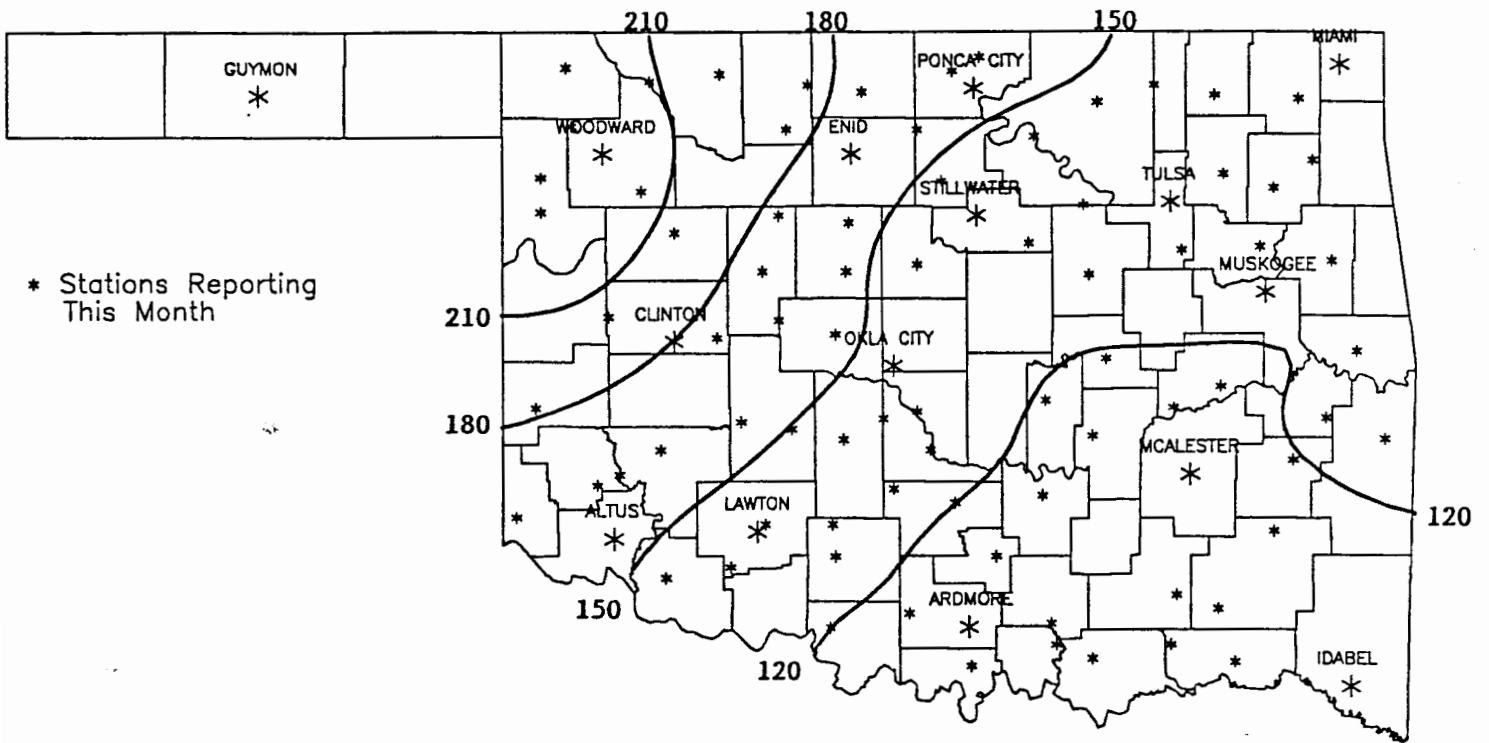 210 180 150
MIAMI
GUYMON
PONCA CITY
WOODWARD
ENID
TULSA
STILLWATER
* Stations Reporting
This Month
MUSKOGEE
210
CLINTON
OKLA CITY
180
MCALESTER
ALTUS
LAWTON
120
150
ARDMORE
120
IDABEL